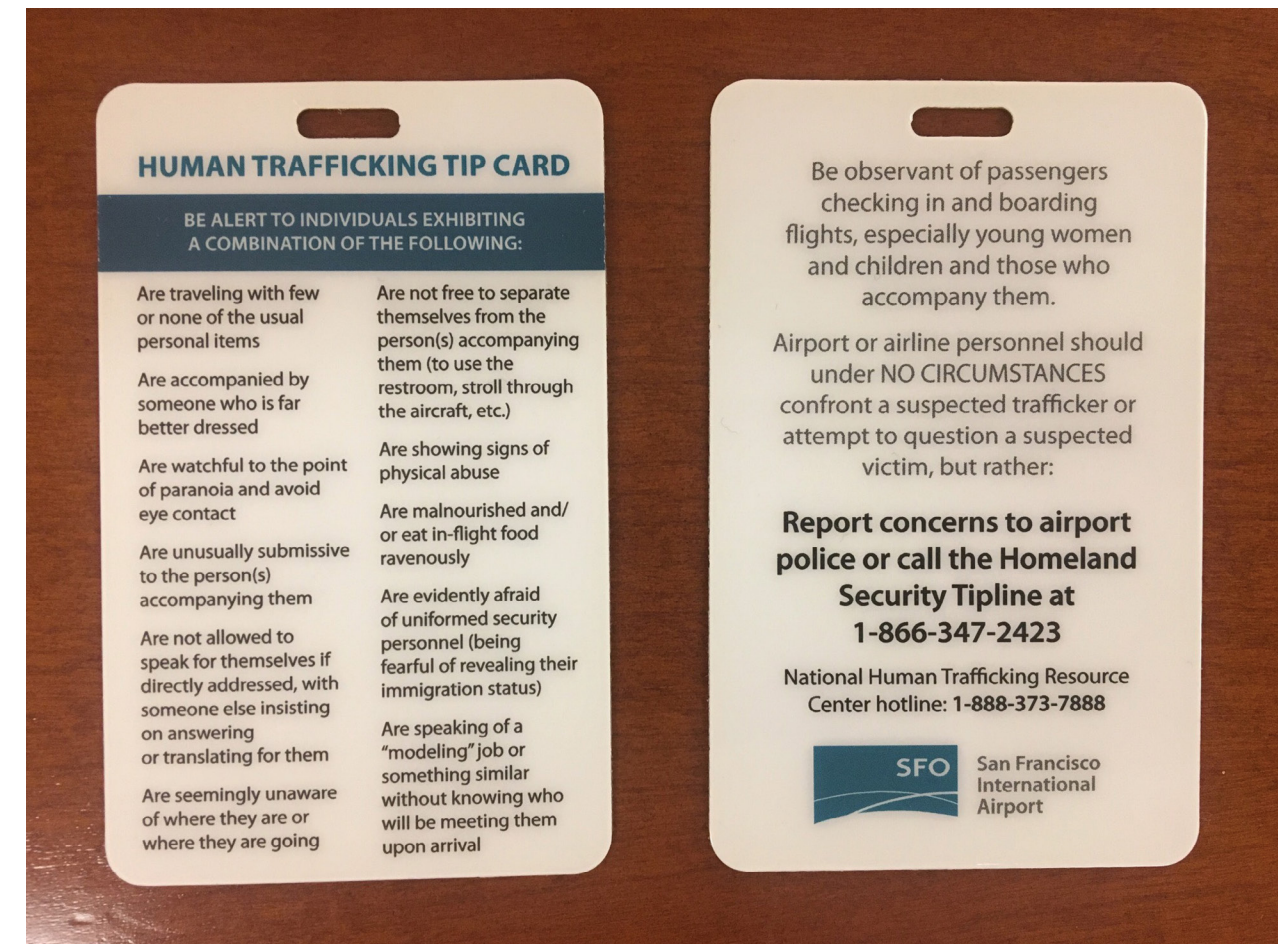 HUMAN TRAFFICKING TIP CARD
BE ALERT TO INDIVIDUALS EXHIBITING
A COMBINATION OF THE FOLLOWING:
Are traveling with few
or none of the usual
personal items
Are accompanied by
someone who is far
better dressed
Are watchful to the point
of paranoia and avoid
eye contact
Are unusually submissive
to the person(s)
accompanying them
Are not allowed to
speak for themselves if
directly addressed, with
someone else insisting
on answering
or translating for them
Are seemingly unaware
of where they are or
where they are going
Are not free to separate
themselves from the
person(s) accompanying
them (to use the
restroom, stroll through
the aircraft, etc.)
Are showing signs of
physical abuse
Are malnourished and/
or eat in-flight food
ravenously
Are evidently afraid
of uniformed security
personnel (being
fearful of revealing their
immigration status)
Are speaking of a
“modeling” job or
something similar
without knowing who
will be meeting them
upon arrival
Be observant of passengers
checking in and boarding
flights, especially young women
and children and those who
accompany them.
Airport or airline personnel should
under NO CIRCUMSTANCES
confront a suspected trafficker or
attempt to question a suspected
victim, but rather:
Report concerns to airport
police or call the Homeland
Security Tipline at
1-866-347-2423
National Human Trafficking Resource
Center hotline: 1-888-373-7888
SFO
San Francisco
International
Airport